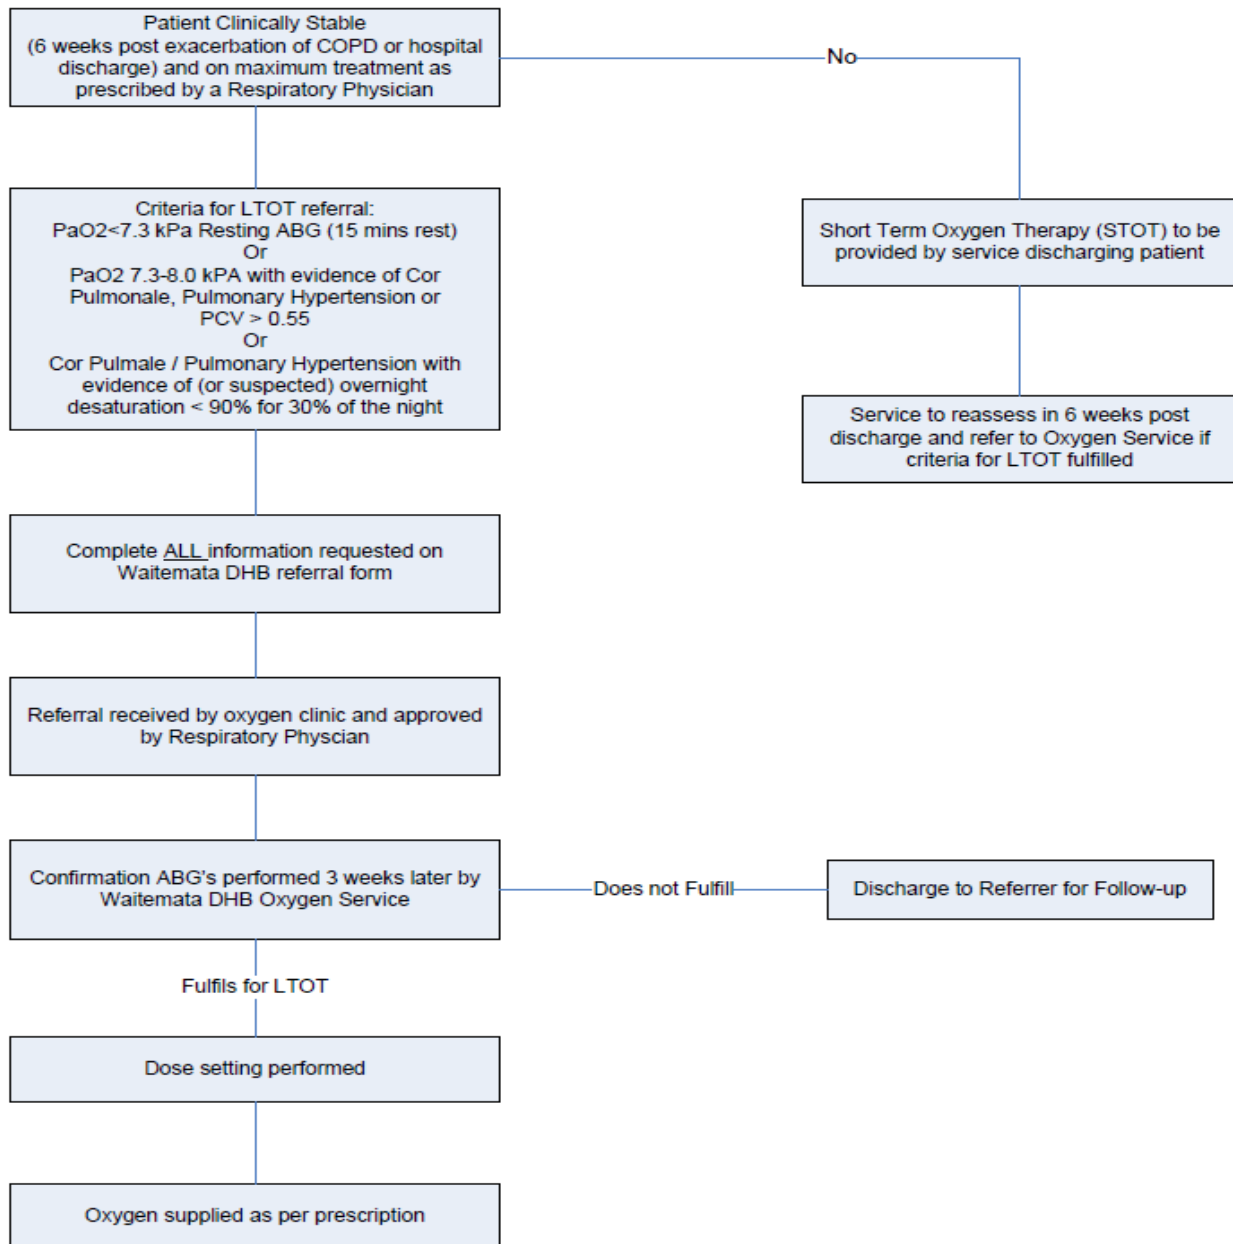 Patient Clinically Stable
(6 weeks post exacerbation of COPD or hospital
discharge) and on maximum treatment as
prescribed by a Respiratory Physician
No
Criteria for LTOT referral:
PaO2<7.3 kPa Resting ABG (15 mins rest)
Or
PaO2 7.3-8.0 kPA with evidence of Cor
Pulmonale, Pulmonary Hypertension or
PCV > 0.55
Or
Cor Pulmale / Pulmonary Hypertension with
evidence of (or suspected) overnight
desaturation < 90% for 30% of the night
Short Term Oxygen Therapy (STOT) to be
provided by service discharging patient
Service to reassess in 6 weeks post
discharge and refer to Oxygen Service if
criteria for LTOT fulfilled
Complete ALL information requested on
Waitemata DHB referral form
Referral received by oxygen clinic and approved
by Respiratory Physcian
Confirmation ABG's performed 3 weeks later by
Waitemata DHB Oxygen Service
Does not Fulfill
Discharge to Referrer for Follow-up
Fulfils for LTOT
Dose setting performed
Oxygen supplied as per prescription